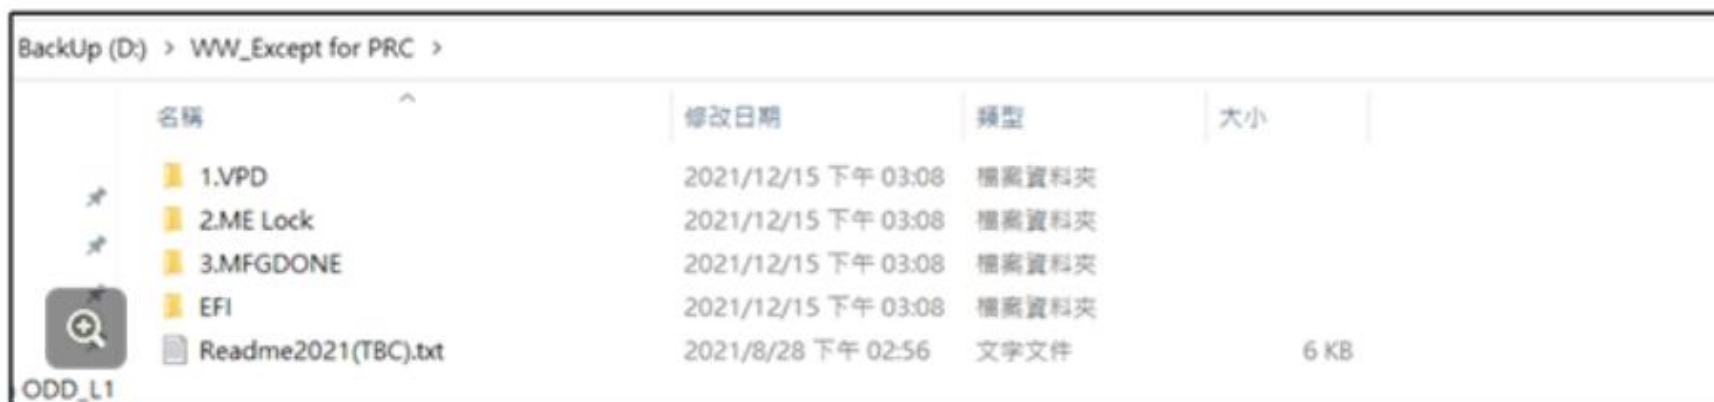 BackUp (D:) > WW_Except for PRC >
名稱 修改日期 類型 大小
1.VPD 2021/12/15 下午 03:08 檔案資料夾
2.ME Lock 2021/12/15 下午 03:08 檔案資料夾
3.MFGDONE 2021/12/15 下午 03:08 檔案資料夾
EFI 2021/12/15 下午 03:08 檔案資料夾
Readme2021(TBC).txt 2021/8/28 下午 02:56 文字文件 6 KB
ODD_L1